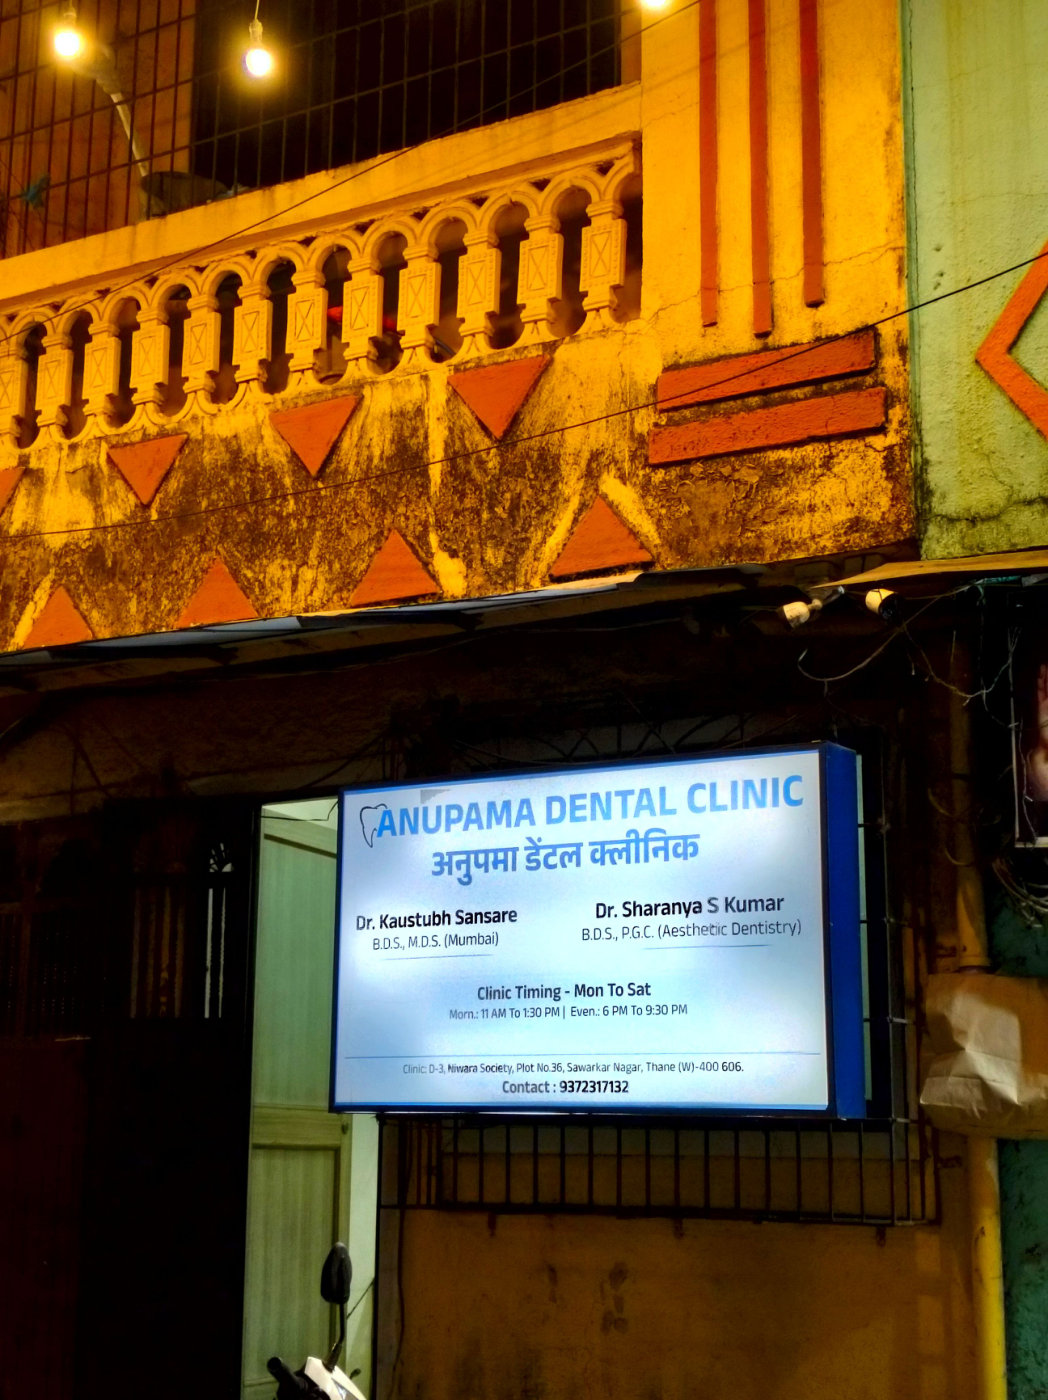 ANUPAMA DENTAL CLINIC
अनुपमा डेंटल क्लीनिक
Dr. Kaustubh Sansare
B.D.S., M.D.S. (Mumbai)
Dr. Sharanya S Kumar
B.D.S., P.G.C. (Aesthetic Dentistry)
Clinic Timing - Mon To Sat
Morn.: 11 AM To 1:30 PM | Even.: 6 PM To 9:30 PM
Clinic: D-3, Niwara Society, Plot No.36, Sawarkar Nagar, Thane (W)-400 606.
Contact : 9372317132